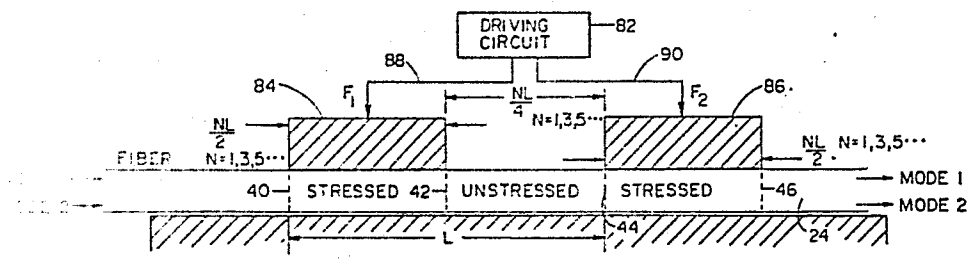 DRIVING
CIRCUIT
82
88
90
84
F1
NL
4
N=1,3,5...
F2
86
NL
2
N=1,3,5...
NL
2
N=1,3,5...
FIBER
40
STRESSED
42
UNSTRESSED
STRESSED
46
MODE 1
MODE 2
44
24
L